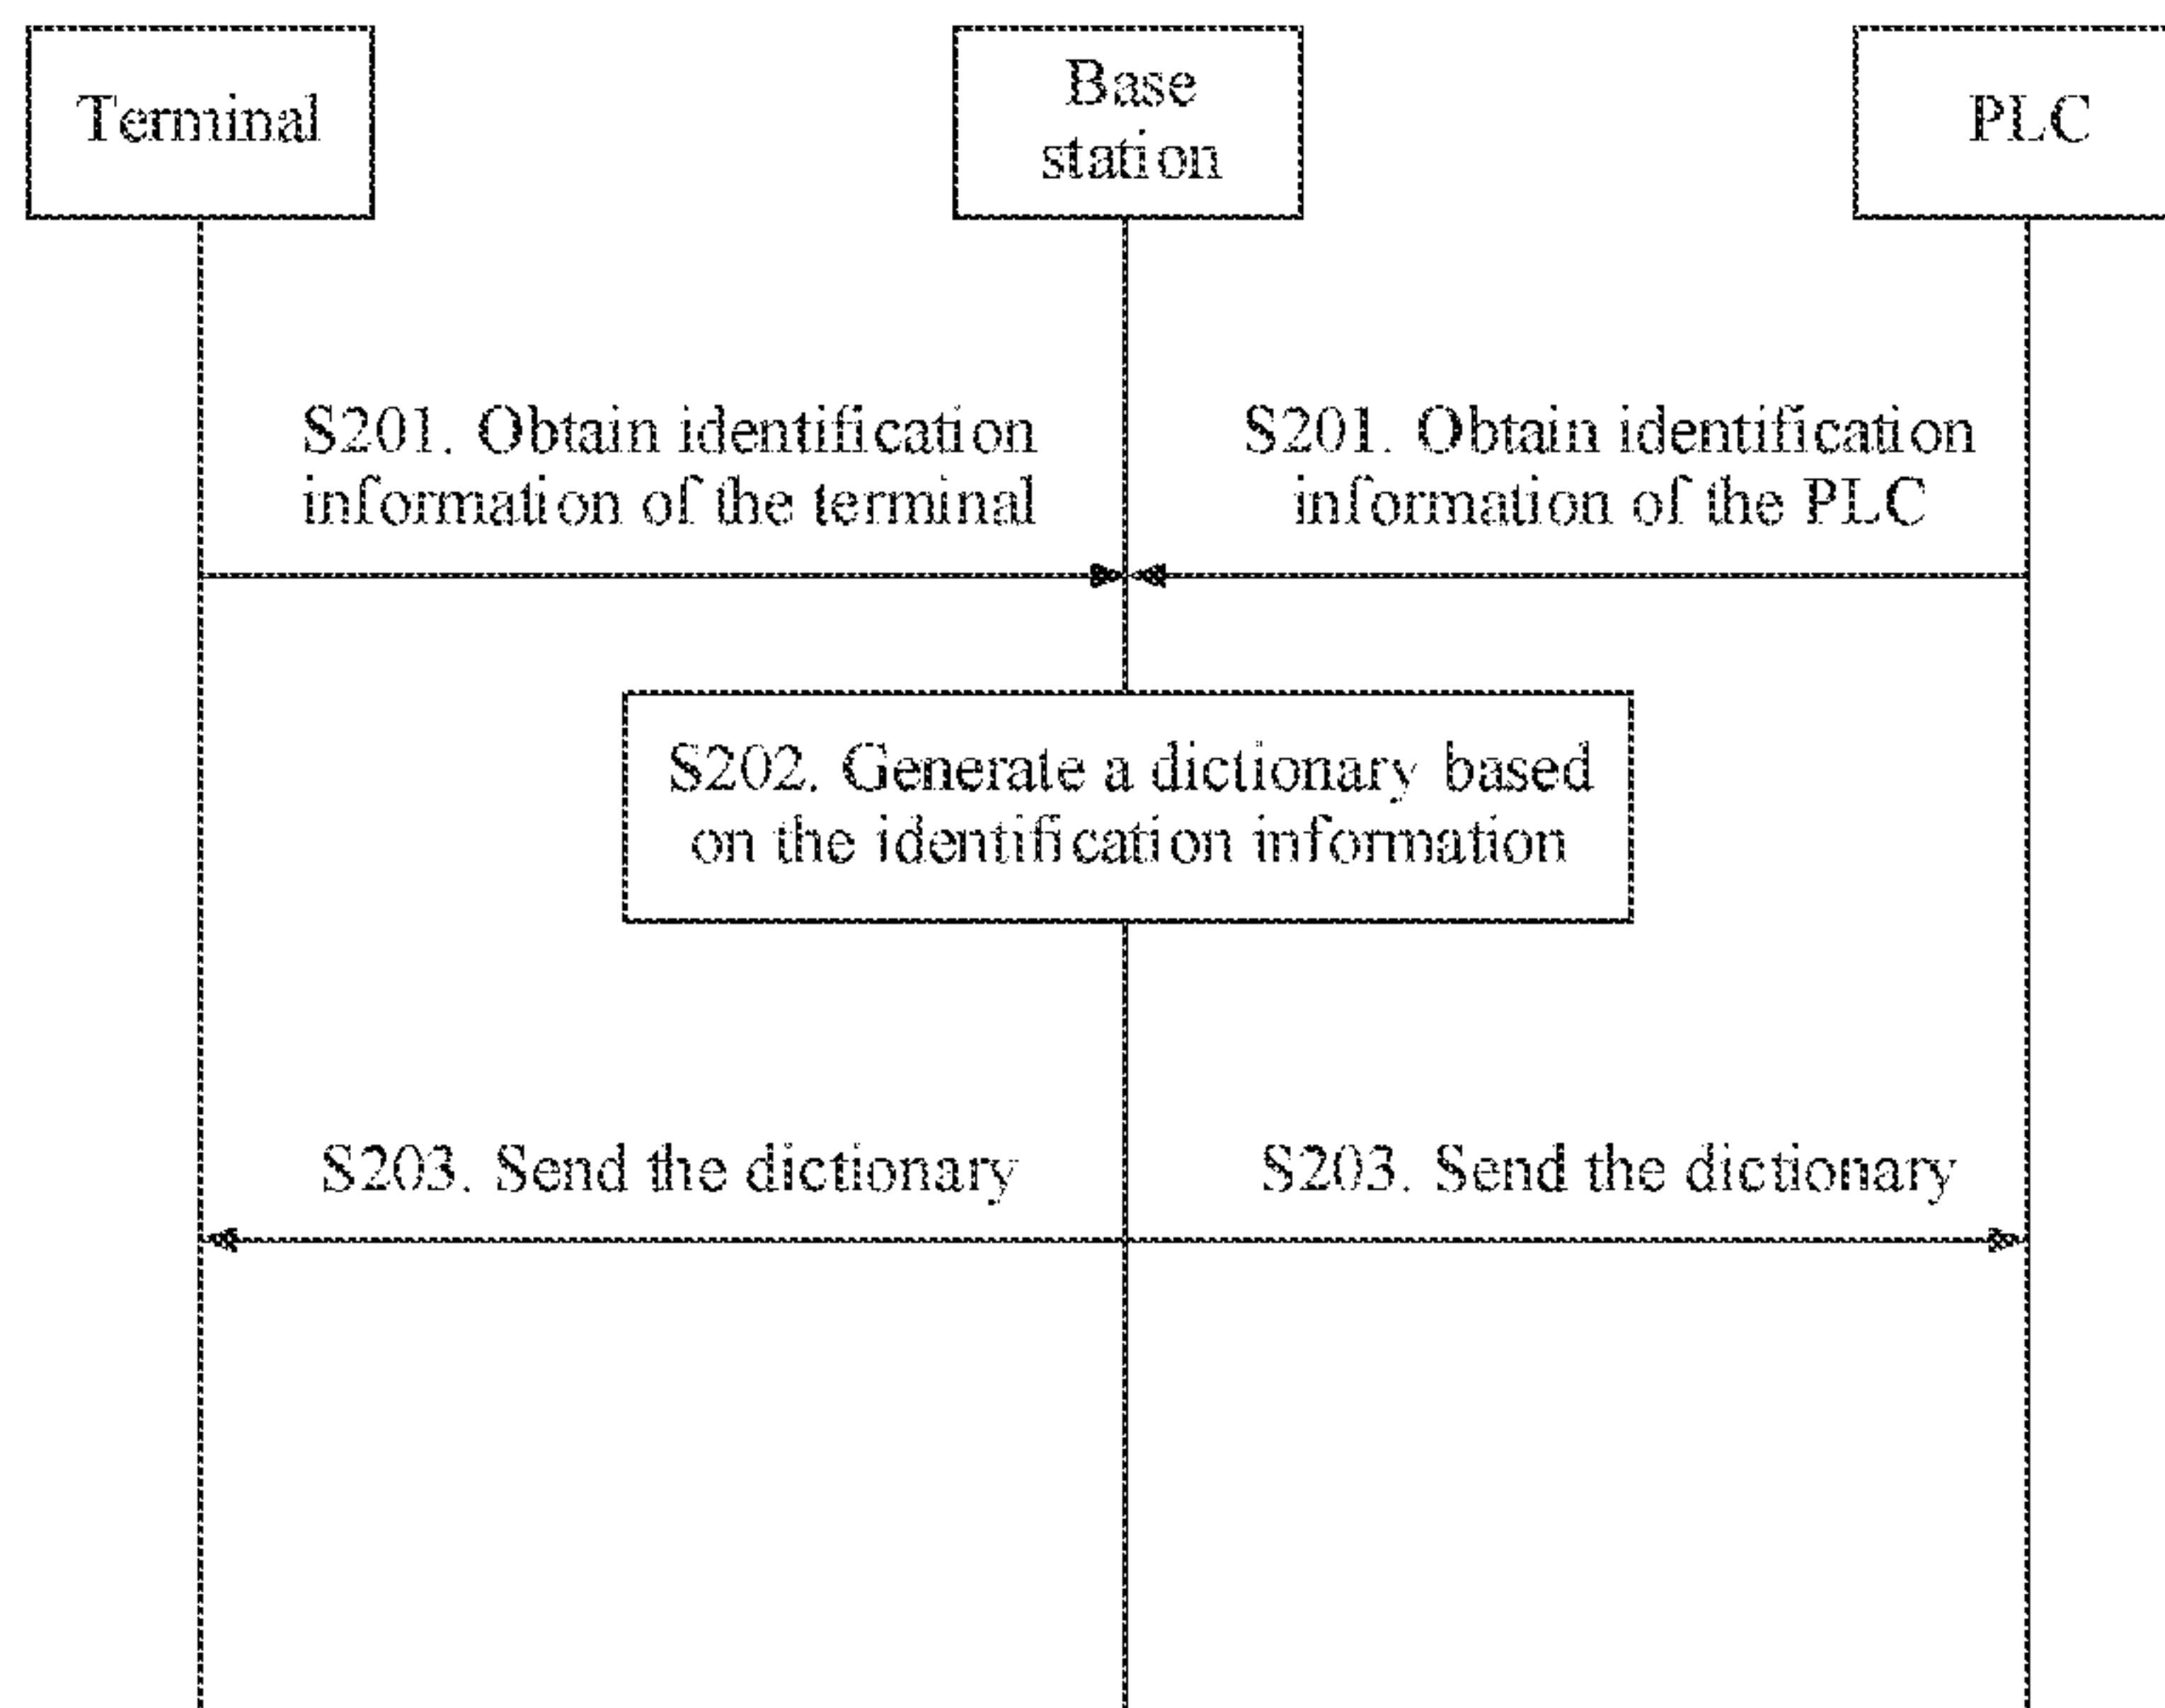 Terminal
Base
station
PLC
S201. Obtain identification
information of the terminal
S201. Obtain identification
information of the PLC
S202. Generate a dictionary based
on the identification information
S203. Send the dictionary
S203. Send the dictionary